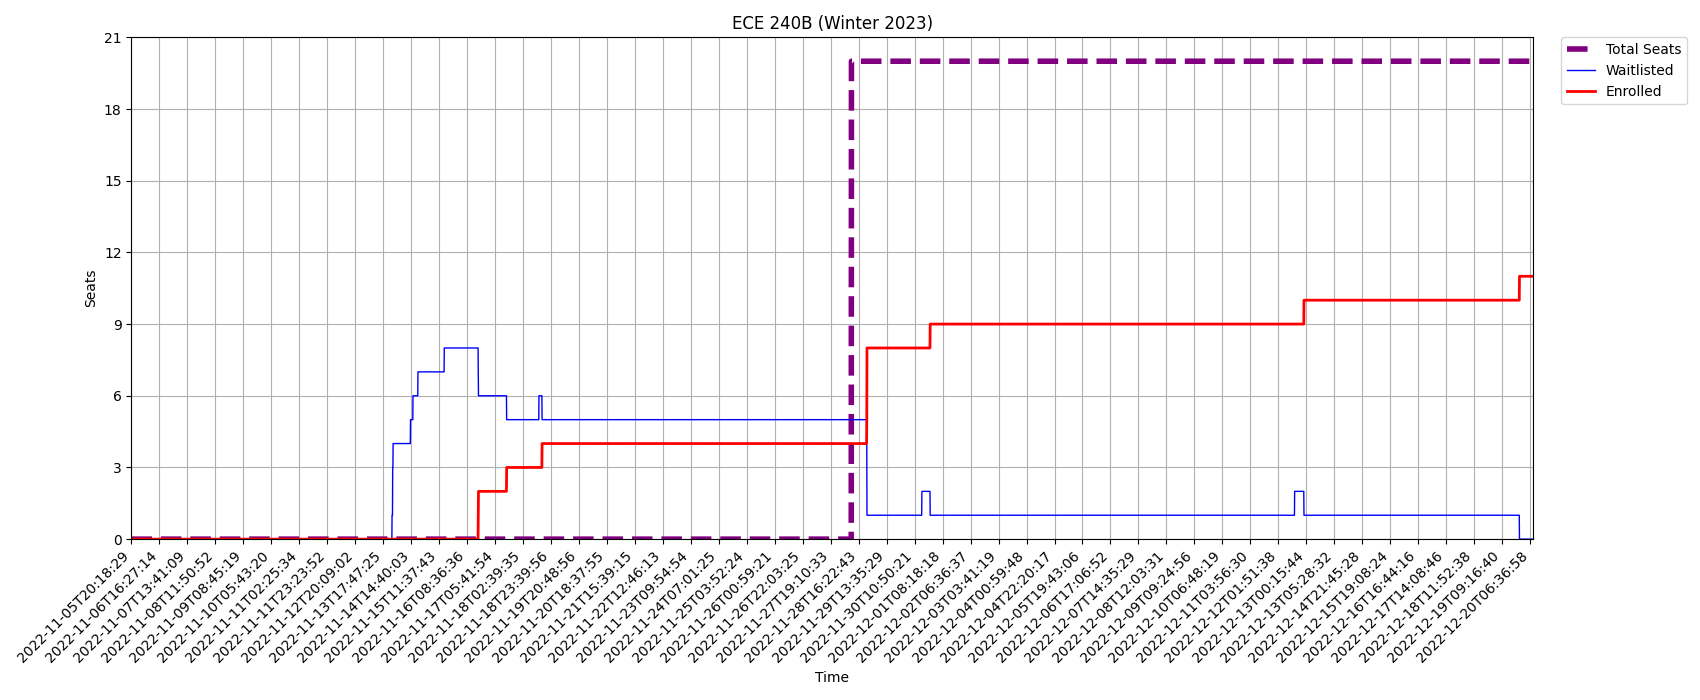 ECE 240B (Winter 2023)
Total Seats
Waitlisted
Enrolled
21
18
15
12
9
6
3
0
Seats
2022-11-05T20:18:29
2022-11-06T16:27:14
2022-11-07T13:41:09
2022-11-08T11:50:52
2022-11-09T08:45:19
2022-11-10T05:43:20
2022-11-11T02:25:34
2022-11-11T23:23:52
2022-11-12T20:09:02
2022-11-13T17:47:25
2022-11-14T14:40:03
2022-11-15T11:37:43
2022-11-16T08:36:36
2022-11-17T05:41:54
2022-11-18T02:39:35
2022-11-18T23:39:56
2022-11-19T20:48:56
2022-11-20T18:37:55
2022-11-21T15:39:15
2022-11-22T12:46:13
2022-11-23T09:54:54
2022-11-24T07:01:25
2022-11-25T03:52:24
2022-11-26T00:59:21
2022-11-26T22:03:25
2022-11-27T19:10:33
2022-11-28T16:22:43
2022-11-29T13:35:29
2022-11-30T10:50:21
2022-12-01T08:18:18
2022-12-02T06:36:37
2022-12-03T03:41:19
2022-12-04T00:59:48
2022-12-04T22:20:17
2022-12-05T19:43:06
2022-12-06T17:06:52
2022-12-07T14:35:29
2022-12-08T12:03:31
2022-12-09T09:24:56
2022-12-10T06:48:19
2022-12-11T03:56:30
2022-12-12T01:51:38
2022-12-13T00:15:44
2022-12-13T05:28:32
2022-12-14T21:45:28
2022-12-15T19:08:24
2022-12-16T16:44:16
2022-12-17T14:08:46
2022-12-18T11:52:38
2022-12-19T09:16:40
2022-12-20T06:36:58
Time